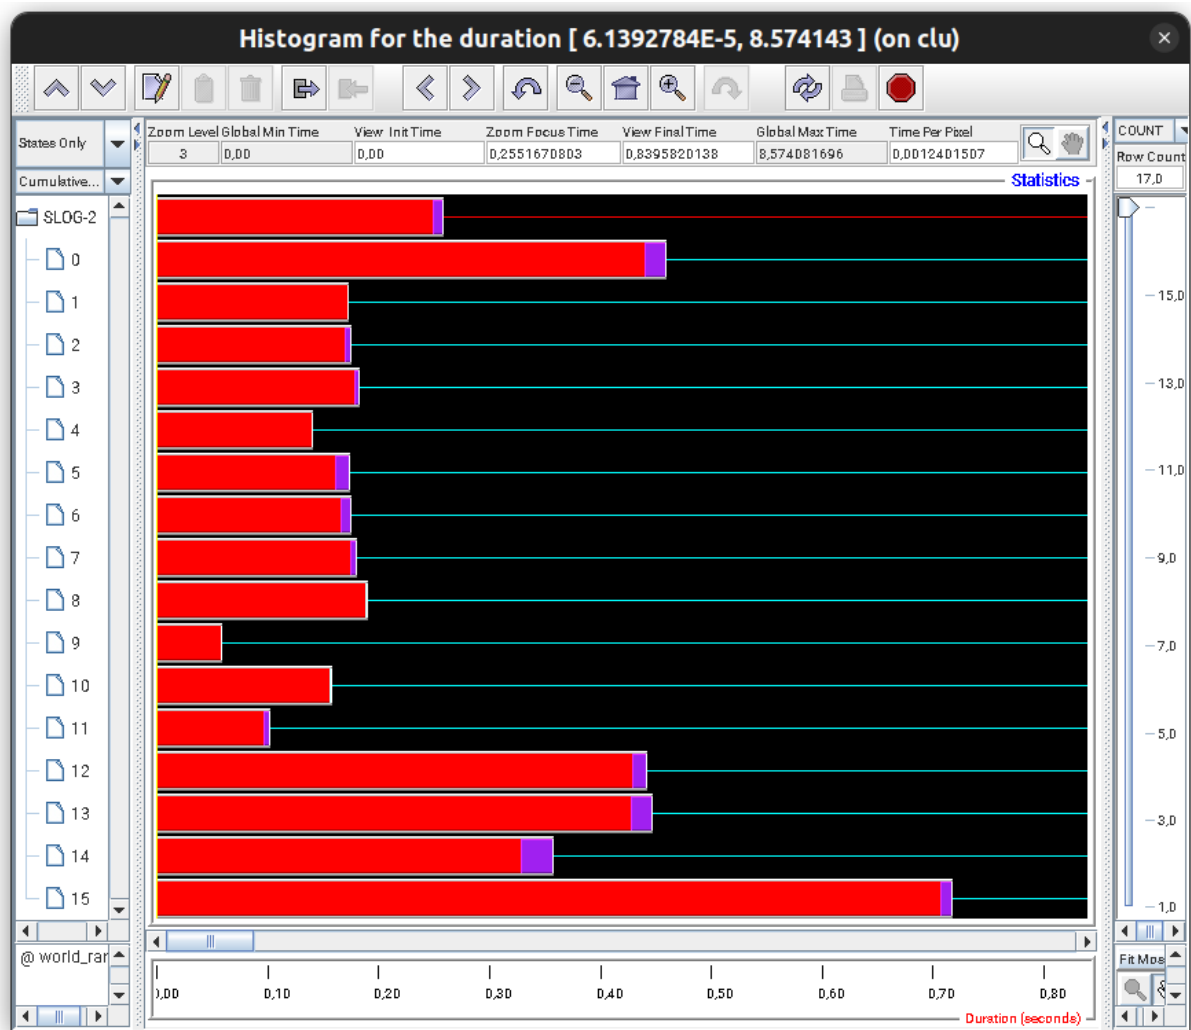 Histogram for the duration [ 6.1392784E-5, 8.574143 ] (on clu)
States Only
Cumulative...
Zoom Level Global Min Time View Init Time Zoom Focus Time View Final Time Global Max Time Time Per Pixel
3 0,00 0,00 0,2551670803 0,8395820138 8,574081696 0,0012401507
COUNT
Row Count
17,0
Statistics
SLOG-2
0
1
2
3
4
5
6
7
8
9
10
11
12
13
14
15
15,0
13,0
11,0
9,0
7,0
5,0
3,0
1,0
@ world_rar
Fit Mos
0,00 0,10 0,20 0,30 0,40 0,50 0,60 0,70 0,80
Duration (seconds)